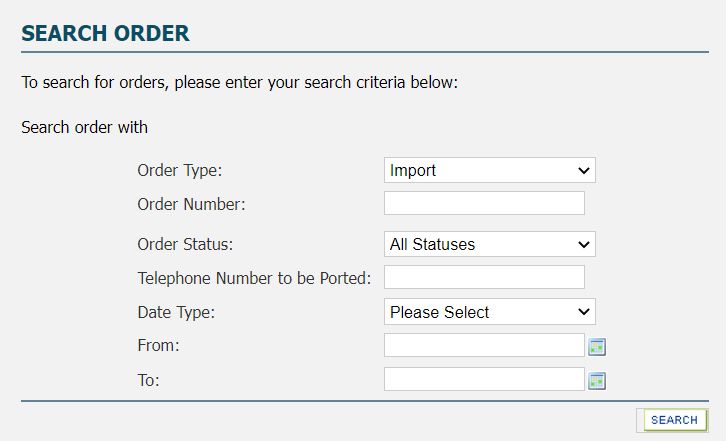 SEARCH ORDER
To search for orders, please enter your search criteria below:
Search order with
Order Type: Import
Order Number:
Order Status: All Statuses
Telephone Number to be Ported:
Date Type: Please Select
From:
To:
SEARCH